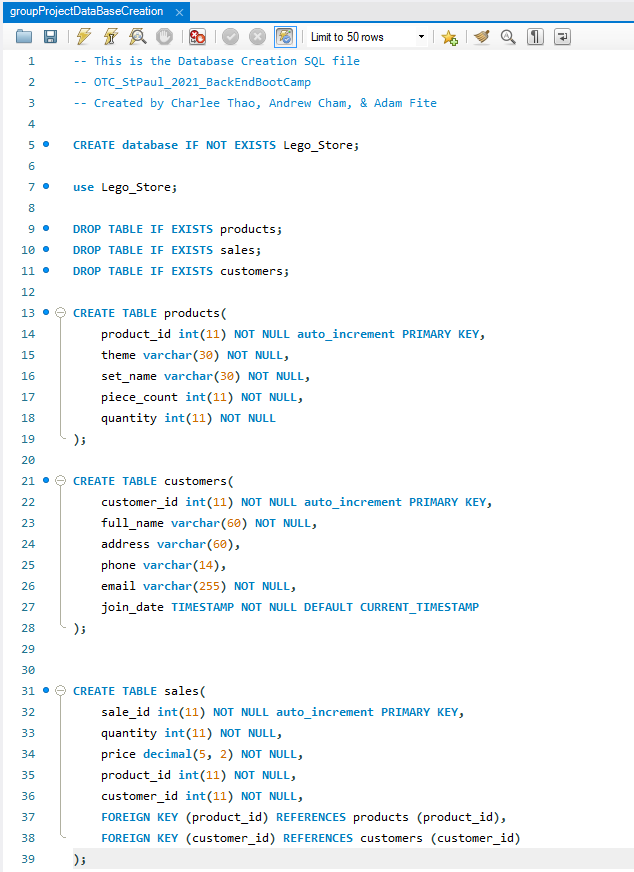 groupProjectDataBaseCreation ×
Limit to 50 rows
1 -- This is the Database Creation SQL file
2 -- OTC_StPaul_2021_BackEndBootCamp
3 -- Created by Charlee Thao, Andrew Cham, & Adam Fite
4
5 CREATE database IF NOT EXISTS Lego_Store;
6
7 use Lego_Store;
8
9 DROP TABLE IF EXISTS products;
10 DROP TABLE IF EXISTS sales;
11 DROP TABLE IF EXISTS customers;
12
13 CREATE TABLE products(
14 product_id int(11) NOT NULL auto_increment PRIMARY KEY,
15 theme varchar(30) NOT NULL,
16 set_name varchar(30) NOT NULL,
17 piece_count int(11) NOT NULL,
18 quantity int(11) NOT NULL
19 );
20
21 CREATE TABLE customers(
22 customer_id int(11) NOT NULL auto_increment PRIMARY KEY,
23 full_name varchar(60) NOT NULL,
24 address varchar(60),
25 phone varchar(14),
26 email varchar(255) NOT NULL,
27 join_date TIMESTAMP NOT NULL DEFAULT CURRENT_TIMESTAMP
28 );
29
30
31 CREATE TABLE sales(
32 sale_id int(11) NOT NULL auto_increment PRIMARY KEY,
33 quantity int(11) NOT NULL,
34 price decimal(5, 2) NOT NULL,
35 product_id int(11) NOT NULL,
36 customer_id int(11) NOT NULL,
37 FOREIGN KEY (product_id) REFERENCES products (product_id),
38 FOREIGN KEY (customer_id) REFERENCES customers (customer_id)
39 );